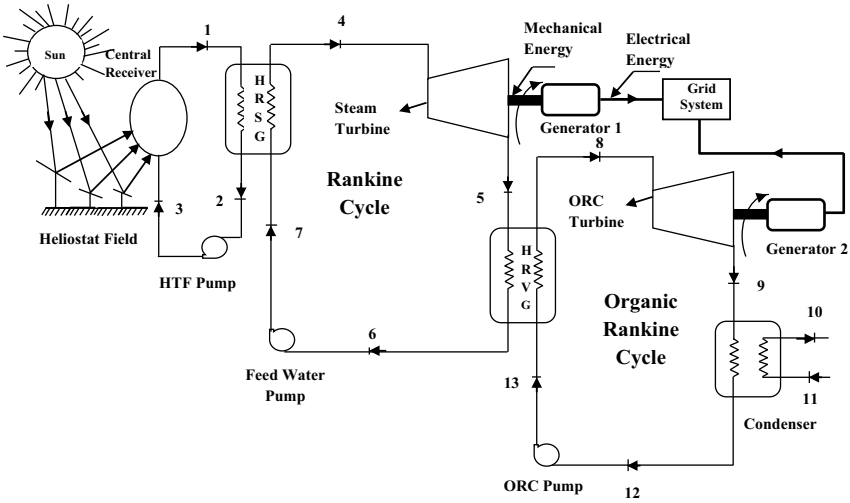 Sun
Central
Receiver
1
4
Mechanical
Energy
Electrical
Energy
Grid
System
H
R
S
G
Steam
Turbine
Generator 1
Rankine
Cycle
8
2
3
5
7
ORC
Turbine
Heliostat Field
HTF Pump
Generator 2
H
R
V
G
9
Organic
Rankine
Cycle
10
11
6
Feed Water
Pump
13
Condenser
ORC Pump
12